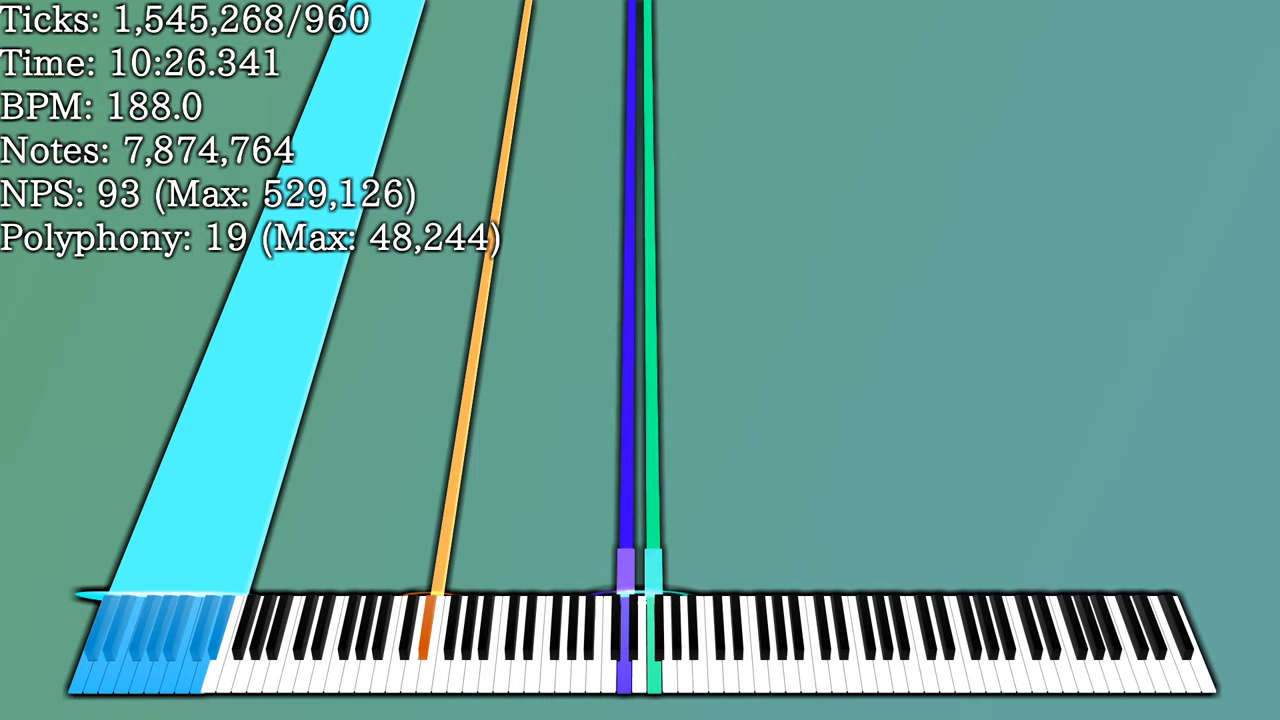 Ticks: 1,545,268/960
Time: 10:26.341
BPM: 188.0
Notes: 7,874,764
NPS: 93 (Max: 529,126)
Polyphony: 19 (Max: 48,244)